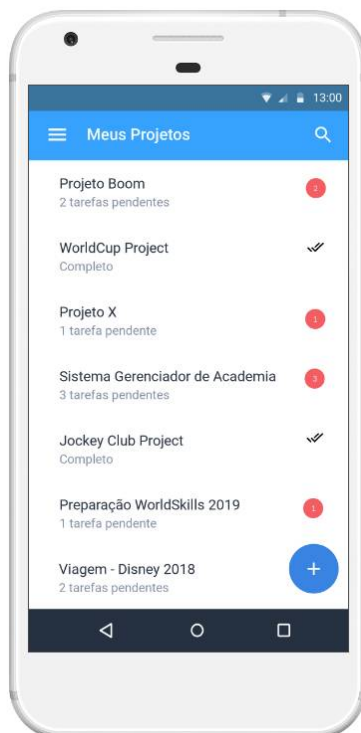 13:00
Meus Projetos
Projeto Boom
2 tarefas pendentes
2
WorldCup Project
Completo
Projeto X
1 tarefa pendente
1
Sistema Gerenciador de Academia
3 tarefas pendentes
3
Jockey Club Project
Completo
Preparação WorldSkills 2019
1 tarefa pendente
1
Viagem - Disney 2018
2 tarefas pendentes
+